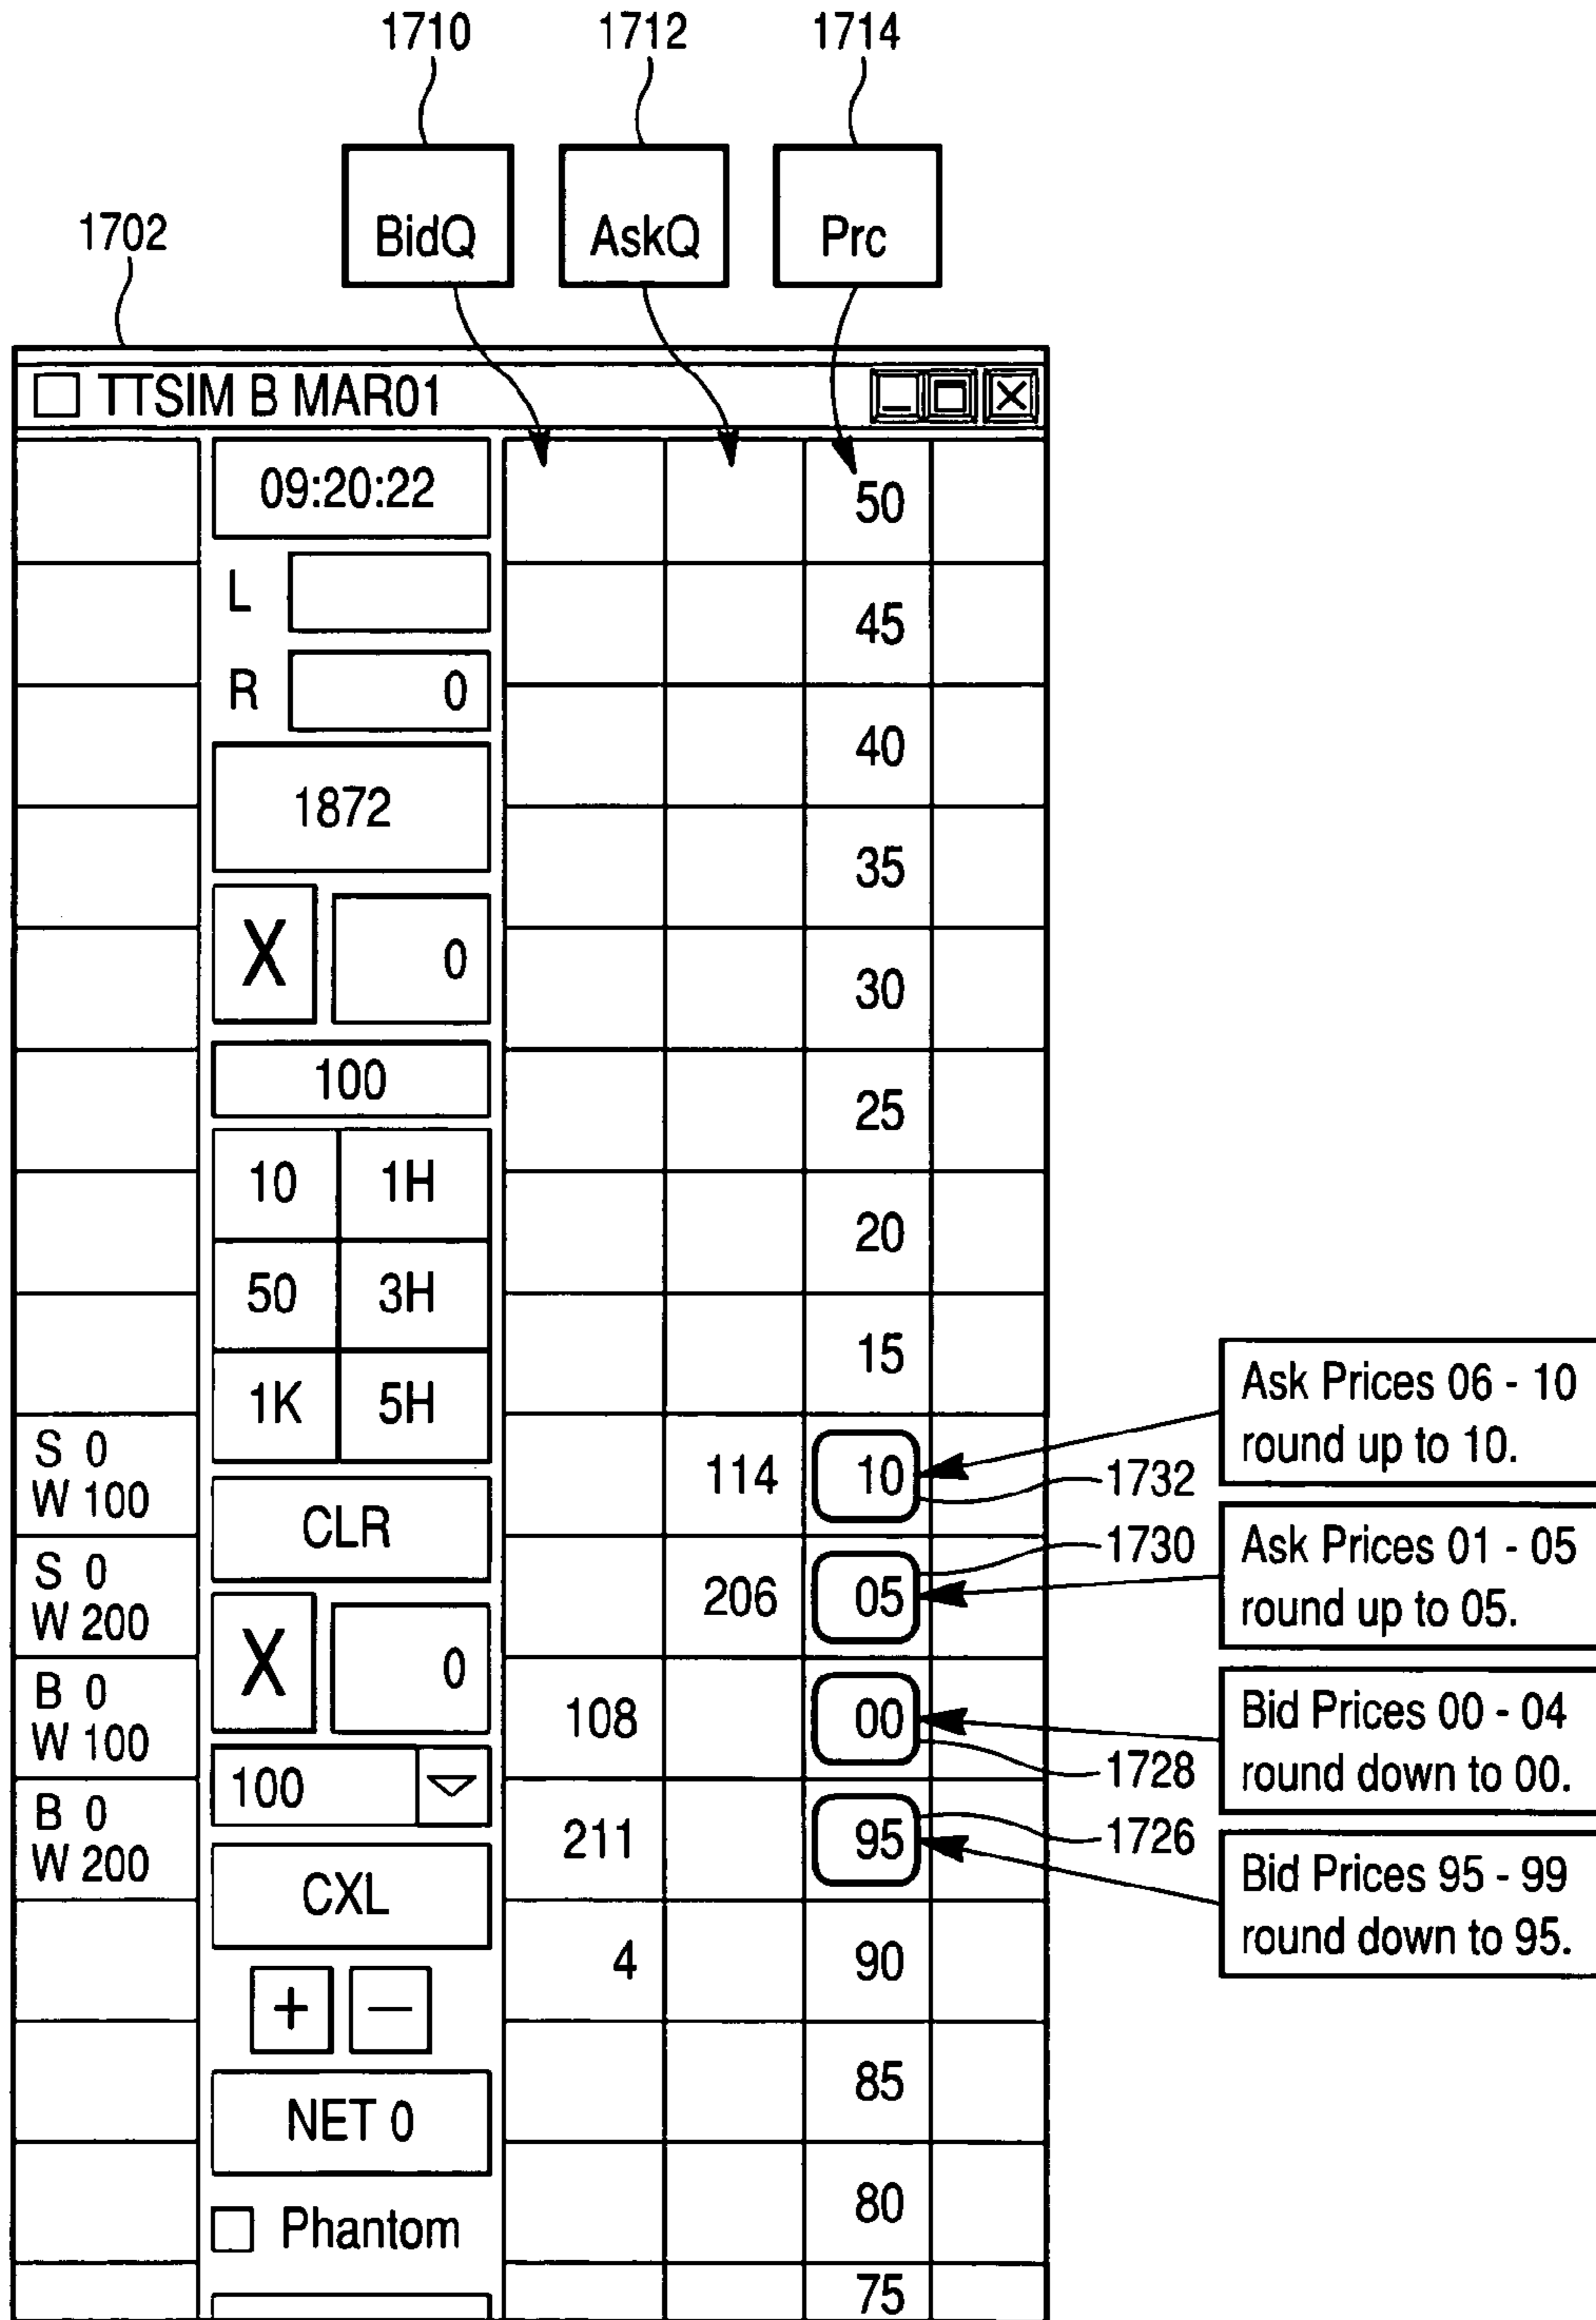 1710 1712 1714
1702
BidQ AskQ Prc
TTSIM B MAR01
09:20:22
50
L
45
R 0
40
1872
35
X 0
30
100
25
10 1H
20
50 3H
15
1K 5H
S 0
W 100
114 10
1732
Ask Prices 06 - 10
round up to 10.
CLR
S 0
W 200
206 05
1730
Ask Prices 01 - 05
round up to 05.
X 0
B 0
W 100
108 00
1728
Bid Prices 00 - 04
round down to 00.
100
B 0
W 200
211 95
1726
Bid Prices 95 - 99
round down to 95.
CXL
4 90
+ −
85
NET 0
80
Phantom
75